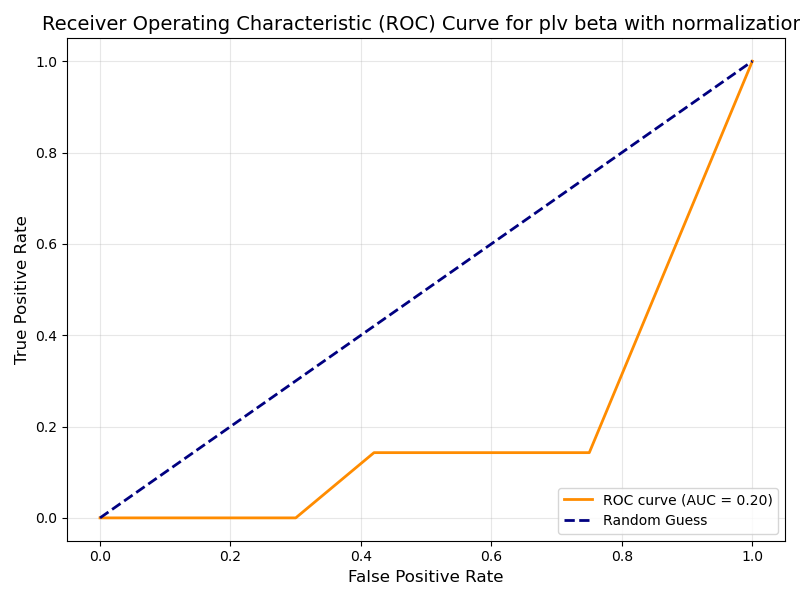 Receiver Operating Characteristic (ROC) Curve for plv beta with normalization
1.0
0.8
0.6
0.4
0.2
0.0
True Positive Rate
0.0 0.2 0.4 0.6 0.8 1.0
False Positive Rate
ROC curve (AUC = 0.20)
Random Guess